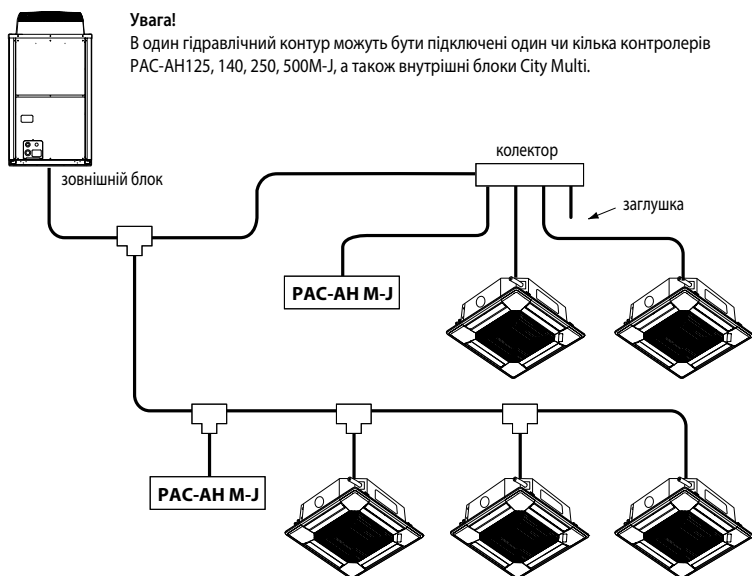 Увага!
В один гідравлічний контур можуть бути підключені один чи кілька контролерів
PAC-AH125, 140, 250, 500M-J, а також внутрішні блоки City Multi.
колектор
зовнішній блок
заглушка
PAC-AH M-J
PAC-AH M-J